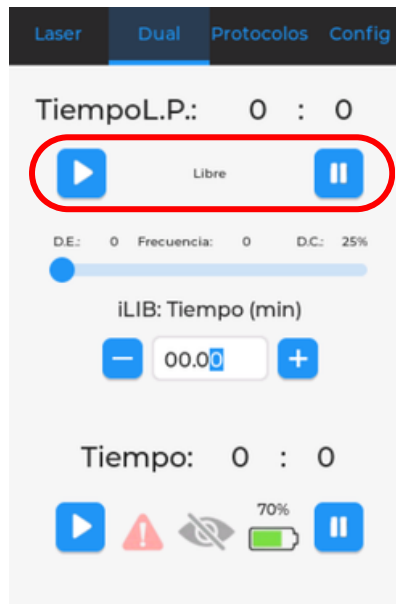 Laser Dual Protocolos Config
TiempoL.P.: 0 : 0
Libre
D.E.: 0 Frecuencia: 0 D.C.: 25%
iLIB: Tiempo (min)
00.00
Tiempo: 0 : 0
70%